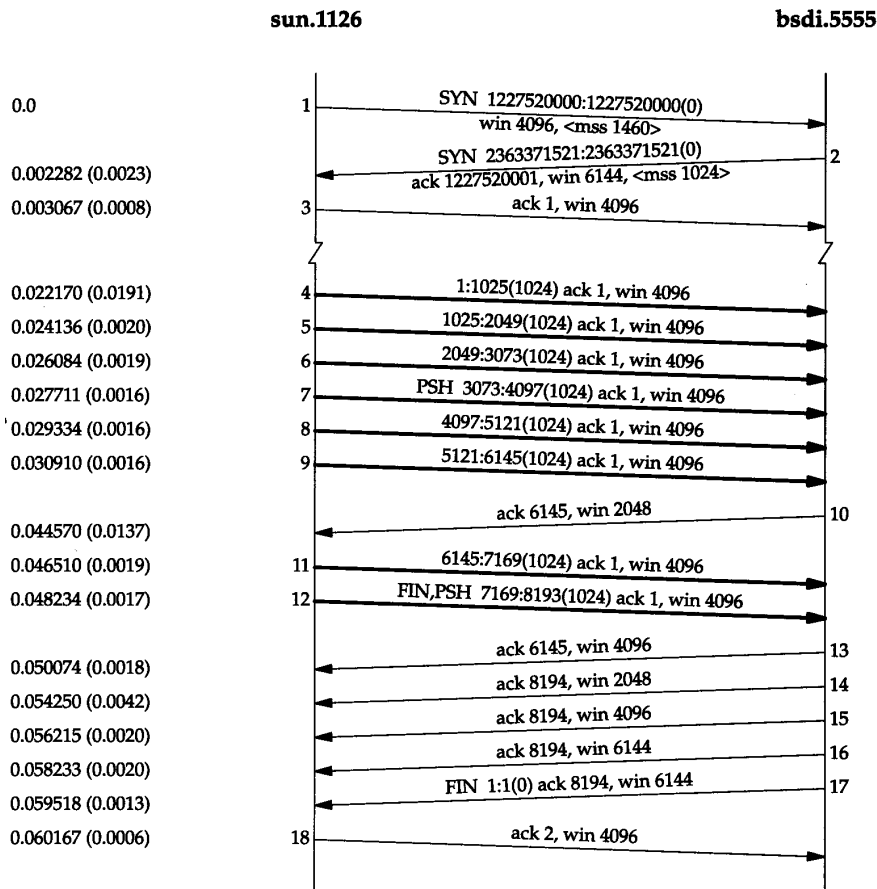 sun.1126 bsdi.5555
0.0 1 SYN 1227520000:1227520000(0)
win 4096, <mss 1460>
SYN 2363371521:2363371521(0) 2
0.002282 (0.0023) ack 1227520001, win 6144, <mss 1024>
0.003067 (0.0008) 3 ack 1, win 4096
0.022170 (0.0191) 4 1:1025(1024) ack 1, win 4096
0.024136 (0.0020) 5 1025:2049(1024) ack 1, win 4096
0.026084 (0.0019) 6 2049:3073(1024) ack 1, win 4096
0.027711 (0.0016) 7 PSH 3073:4097(1024) ack 1, win 4096
0.029334 (0.0016) 8 4097:5121(1024) ack 1, win 4096
0.030910 (0.0016) 9 5121:6145(1024) ack 1, win 4096
ack 6145, win 2048 10
0.044570 (0.0137)
0.046510 (0.0019) 11 6145:7169(1024) ack 1, win 4096
0.048234 (0.0017) 12 FIN,PSH 7169:8193(1024) ack 1, win 4096
ack 6145, win 4096 13
0.050074 (0.0018)
ack 8194, win 2048 14
0.054250 (0.0042)
ack 8194, win 4096 15
0.056215 (0.0020)
ack 8194, win 6144 16
0.058233 (0.0020)
FIN 1:1(0) ack 8194, win 6144 17
0.059518 (0.0013)
0.060167 (0.0006) 18 ack 2, win 4096